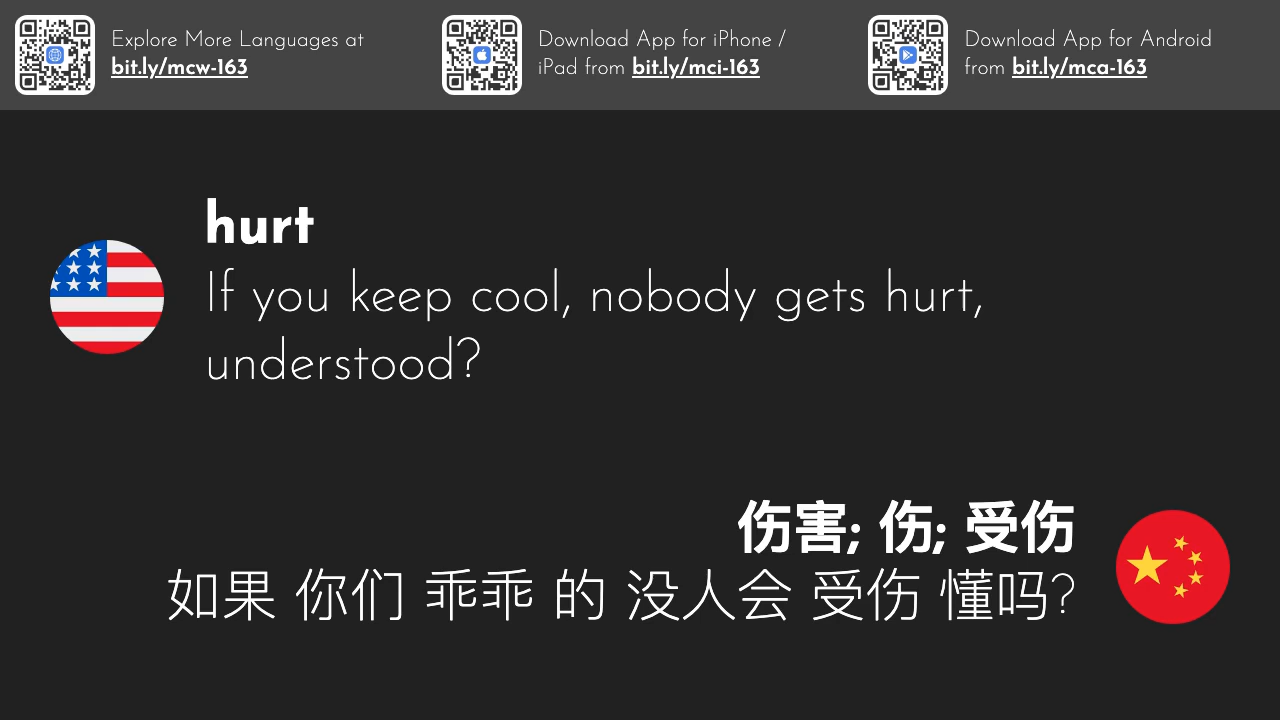 Explore More Languages at
bit.ly/mcw-163
Download App for iPhone /
iPad from bit.ly/mci-163
Download App for Android
from bit.ly/mca-163
hurt
If you keep cool, nobody gets hurt,
understood?
伤害; 伤; 受伤
如果 你们 乖乖 的 没人会 受伤 懂吗?